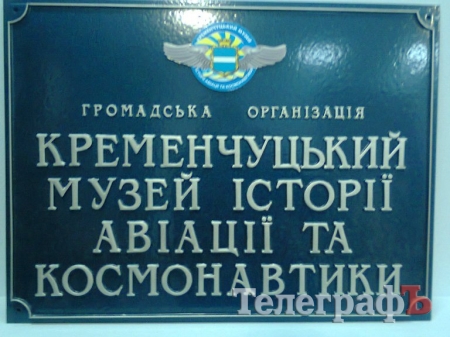 ГРОМАДСЬКА ОРГАНІЗАЦІЯ
КРЕМЕНЧУЦЬКИЙ
МУЗЕЙ ІСТОРІЇ
АВІАЦІЇ ТА
КОСМОНАВТИКИ
ТелеграфЪ